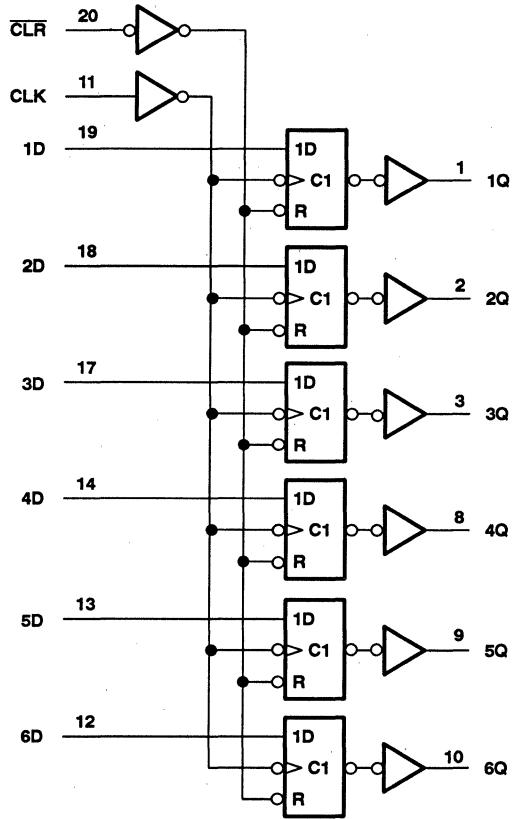 CLR 20
CLK 11
1D 19 1D
C1 1 1Q
R
2D 18 1D
C1 2 2Q
R
3D 17 1D
C1 3 3Q
R
4D 14 1D
C1 8 4Q
R
5D 13 1D
C1 9 5Q
R
6D 12 1D
C1 10 6Q
R